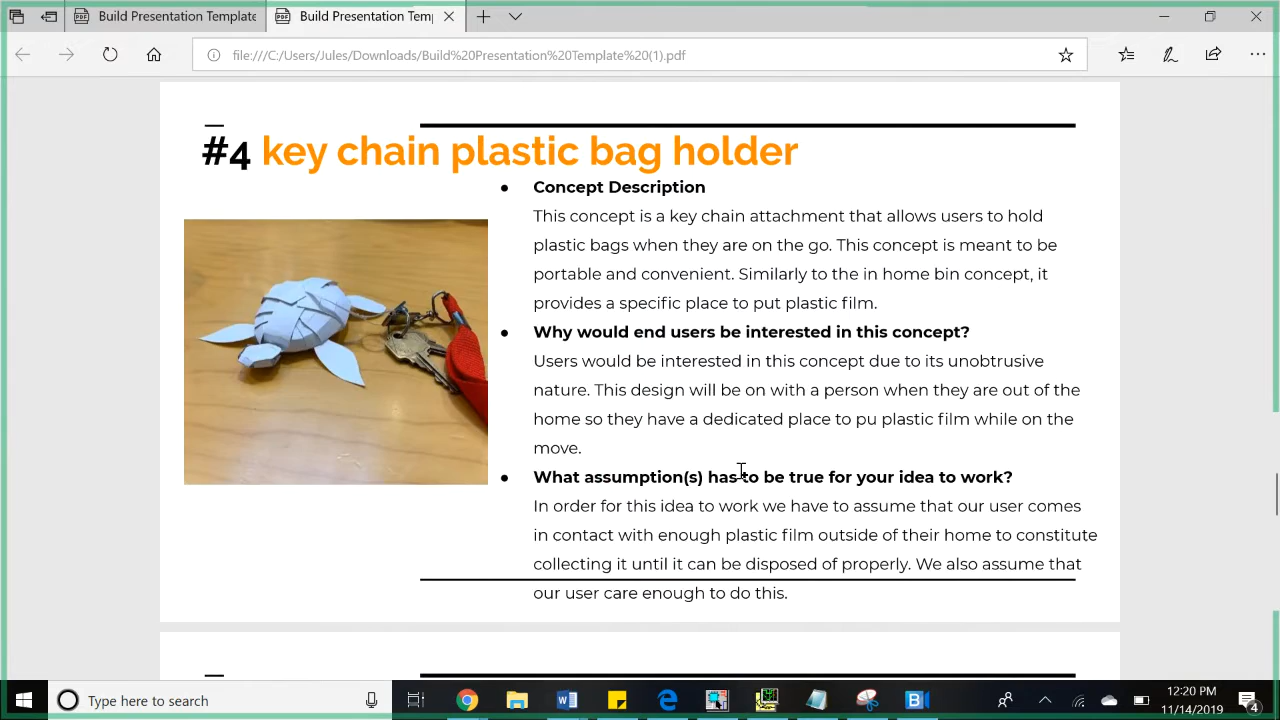 Build Presentation Template
Build Presentation Temp
file:///C:/Users/Jules/Downloads/Build%20Presentation%20Template%20(1).pdf
#4 key chain plastic bag holder
● Concept Description
This concept is a key chain attachment that allows users to hold
plastic bags when they are on the go. This concept is meant to be
portable and convenient. Similarly to the in home bin concept, it
provides a specific place to put plastic film.
● Why would end users be interested in this concept?
Users would be interested in this concept due to its unobtrusive
nature. This design will be on with a person when they are out of the
home so they have a dedicated place to pu plastic film while on the
move.
● What assumption(s) has to be true for your idea to work?
In order for this idea to work we have to assume that our user comes
in contact with enough plastic film outside of their home to constitute
collecting it until it can be disposed of properly. We also assume that
our user care enough to do this.
Type here to search
12:20 PM
11/14/2019
4